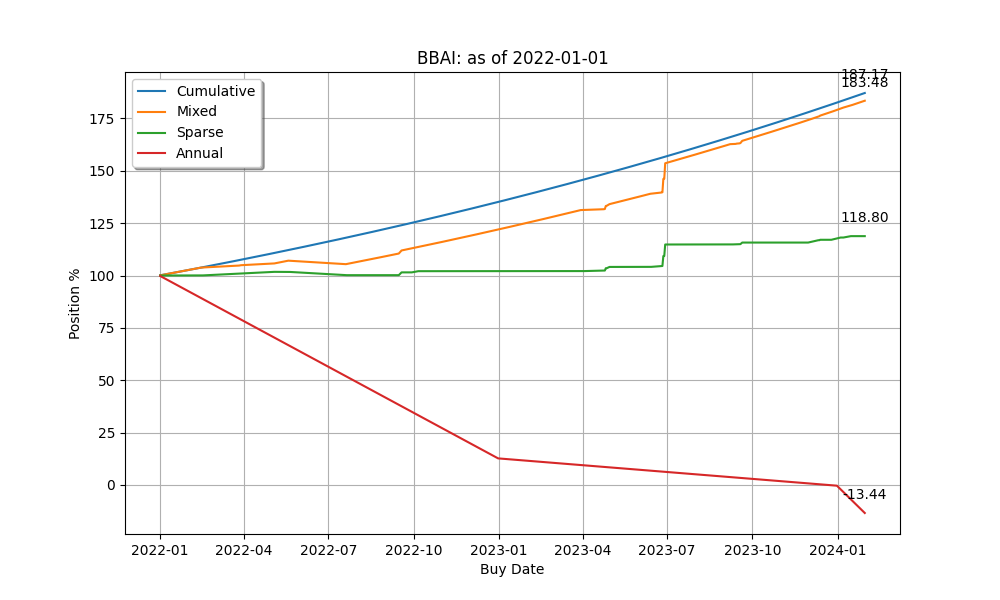 BBAI: as of 2022-01-01
187.17
183.48
Cumulative
Mixed
Sparse
Annual
175
150
125
118.80
100
75
50
25
0
-13.44
Position %
2022-01 2022-04 2022-07 2022-10 2023-01 2023-04 2023-07 2023-10 2024-01
Buy Date